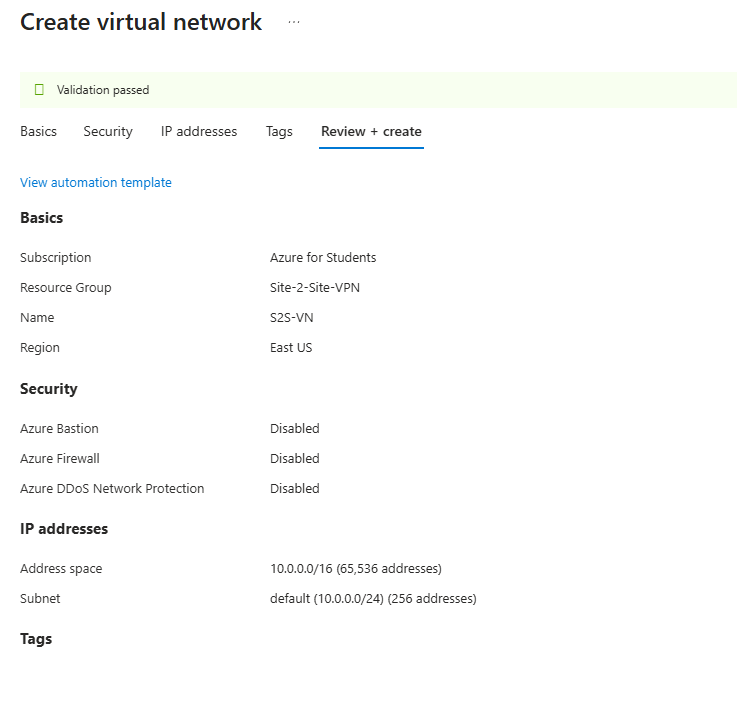 Create virtual network ...
Validation passed
Basics Security IP addresses Tags Review + create
View automation template
Basics
Subscription Azure for Students
Resource Group Site-2-Site-VPN
Name S2S-VN
Region East US
Security
Azure Bastion Disabled
Azure Firewall Disabled
Azure DDoS Network Protection Disabled
IP addresses
Address space 10.0.0.0/16 (65,536 addresses)
Subnet default (10.0.0.0/24) (256 addresses)
Tags